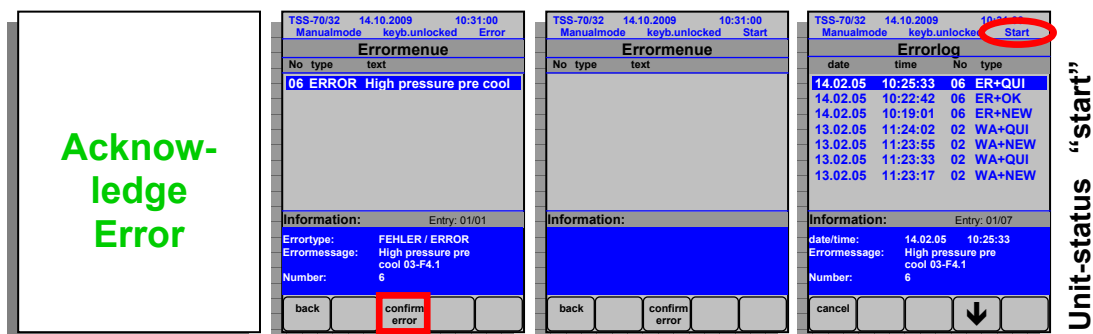 Acknow-
ledge
Error
TSS-70/32 14.10.2009 10:31:00
Manualmode keyb.unlocked Error
Errormenue
No type text
06 ERROR High pressure pre cool
Information: Entry: 01/01
Errortype: FEHLER / ERROR
Errormessage: High pressure pre
cool 03-F4.1
Number: 6
back confirm
error
TSS-70/32 14.10.2009 10:31:00
Manualmode keyb.unlocked Start
Errormenue
No type text
Information:
back confirm
error
TSS-70/32 14.10.2009 10:31:00
Manualmode keyb.unlocked Start
Errorlog
date time No type
14.02.05 10:25:33 06 ER+QUI
14.02.05 10:22:42 06 ER+OK
14.02.05 10:19:01 06 ER+NEW
13.02.05 11:24:02 02 WA+QUI
13.02.05 11:23:55 02 WA+NEW
13.02.05 11:23:33 02 WA+QUI
13.02.05 11:23:17 02 WA+NEW
Information: Entry: 01/07
date/time: 14.02.05 10:25:33
Errormessage: High pressure pre
cool 03-F4.1
Number: 6
cancel
Unit-status “start”